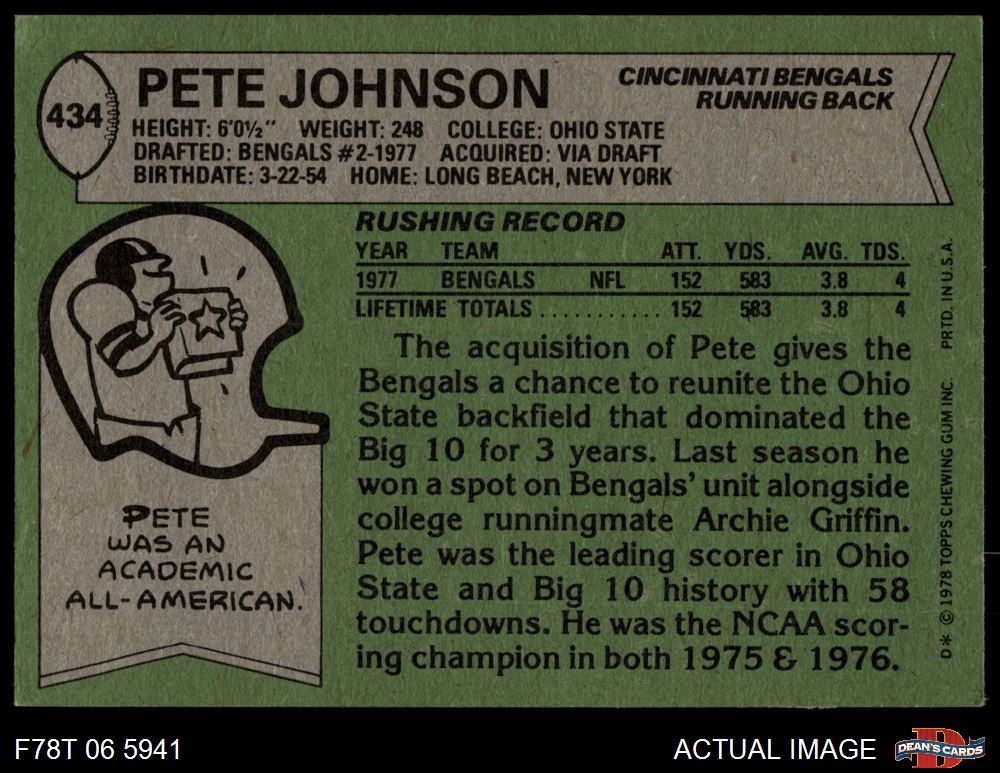 434
PETE JOHNSON
CINCINNATI BENGALS
RUNNING BACK
HEIGHT: 6'0½" WEIGHT: 248 COLLEGE: OHIO STATE
DRAFTED: BENGALS #2-1977 ACQUIRED: VIA DRAFT
BIRTHDATE: 3-22-54 HOME: LONG BEACH, NEW YORK
RUSHING RECORD
YEAR TEAM ATT. YDS. AVG. TDS.
1977 BENGALS NFL 152 583 3.8 4
LIFETIME TOTALS ........... 152 583 3.8 4
The acquisition of Pete gives the
Bengals a chance to reunite the Ohio
State backfield that dominated the
Big 10 for 3 years. Last season he
won a spot on Bengals' unit alongside
college runningmate Archie Griffin.
Pete was the leading scorer in Ohio
State and Big 10 history with 58
touchdowns. He was the NCAA scor-
ing champion in both 1975 & 1976.
PETE
WAS AN
ACADEMIC
ALL-AMERICAN.
D* © 1978 TOPPS CHEWING GUM INC. PRTD. IN U.S.A.
F78T 06 5941
ACTUAL IMAGE
D
DEAN'S CARDS